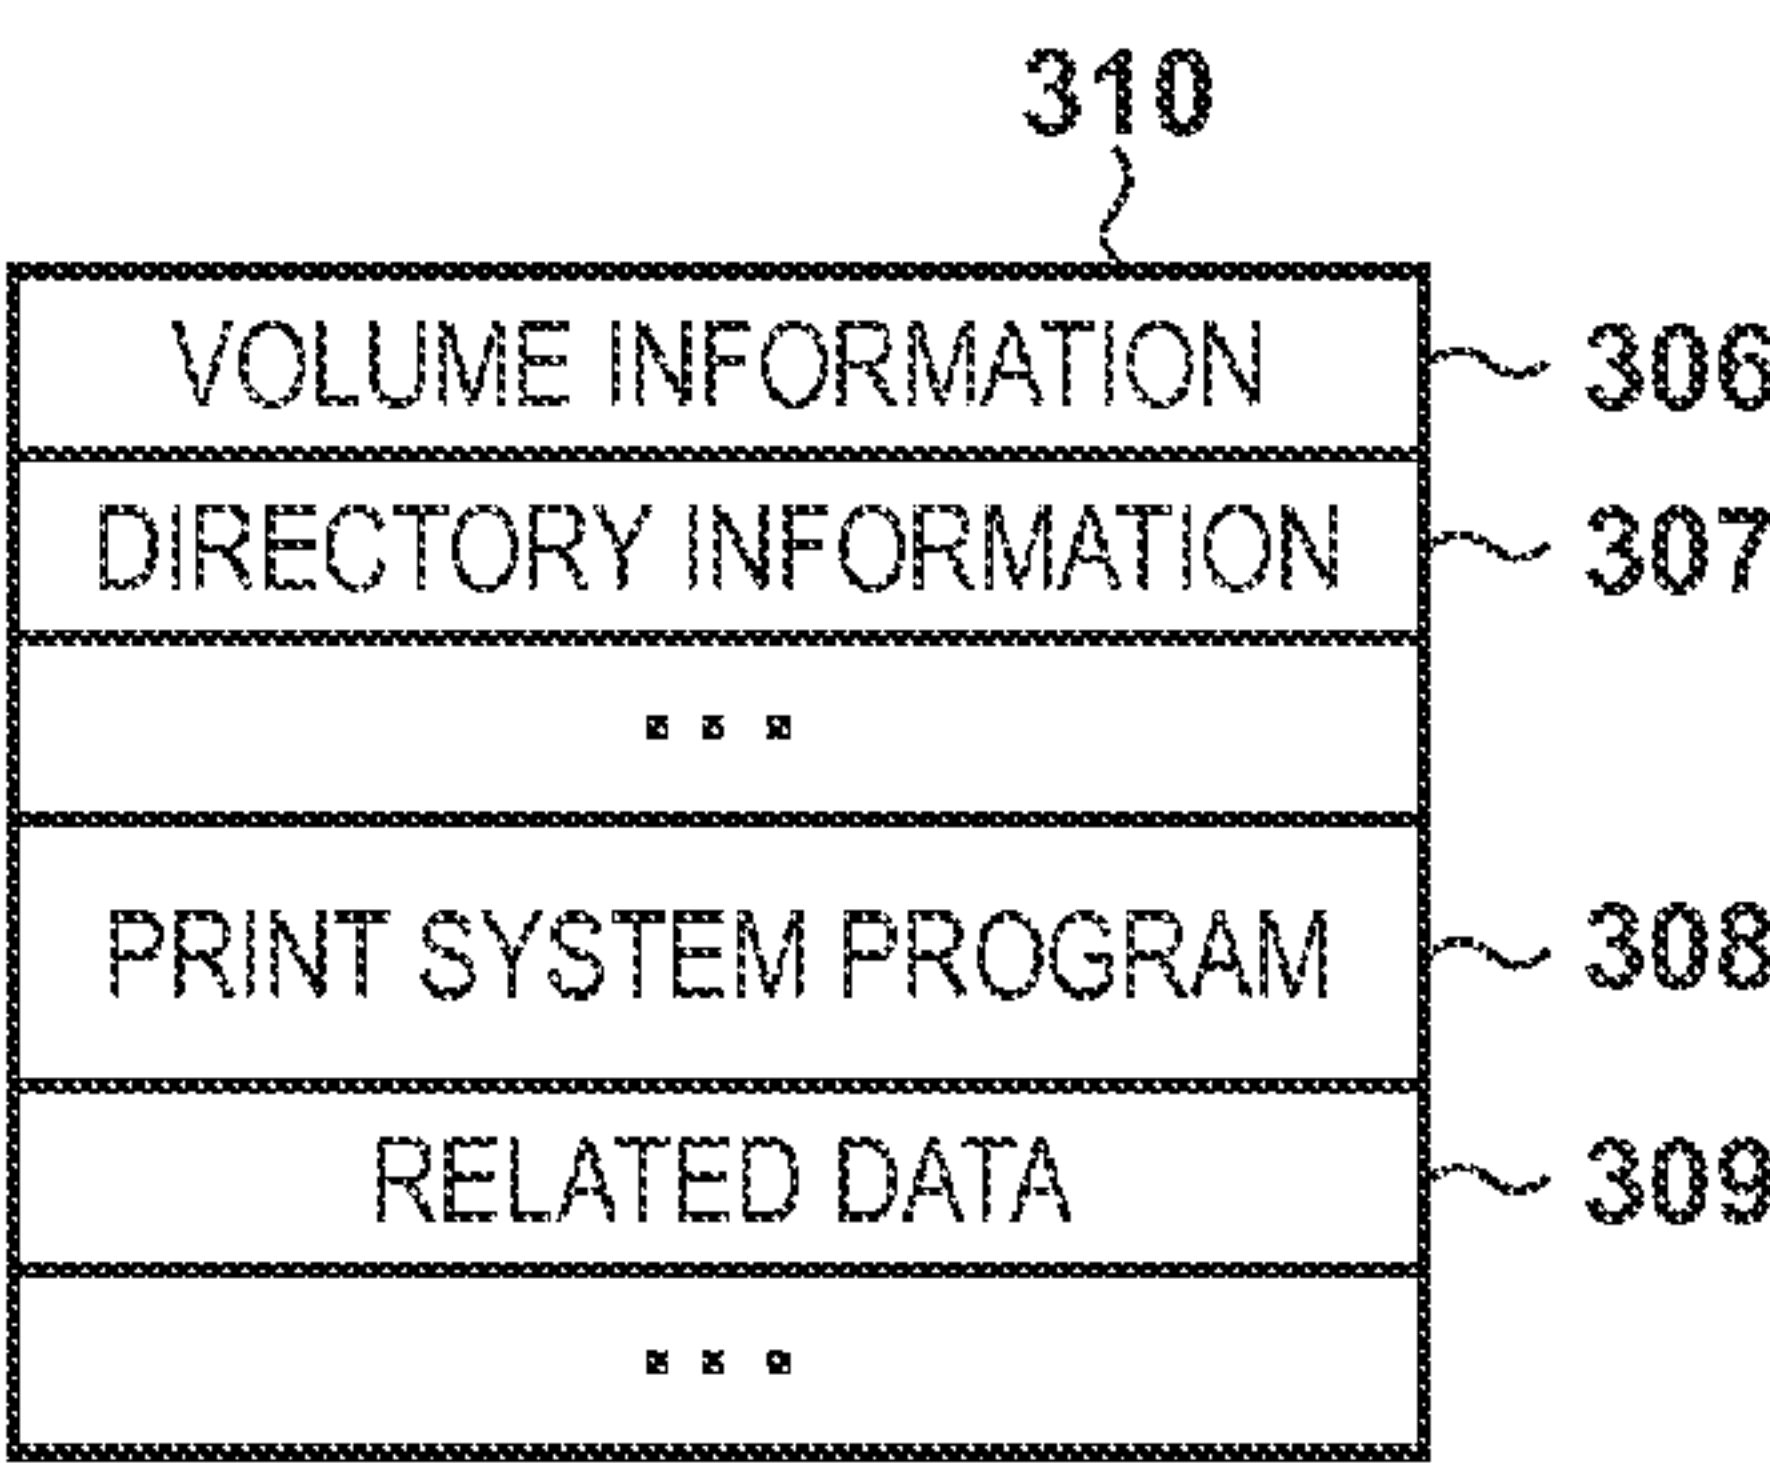 310
VOLUME INFORMATION 306
DIRECTORY INFORMATION 307
...
PRINT SYSTEM PROGRAM 308
RELATED DATA 309
...